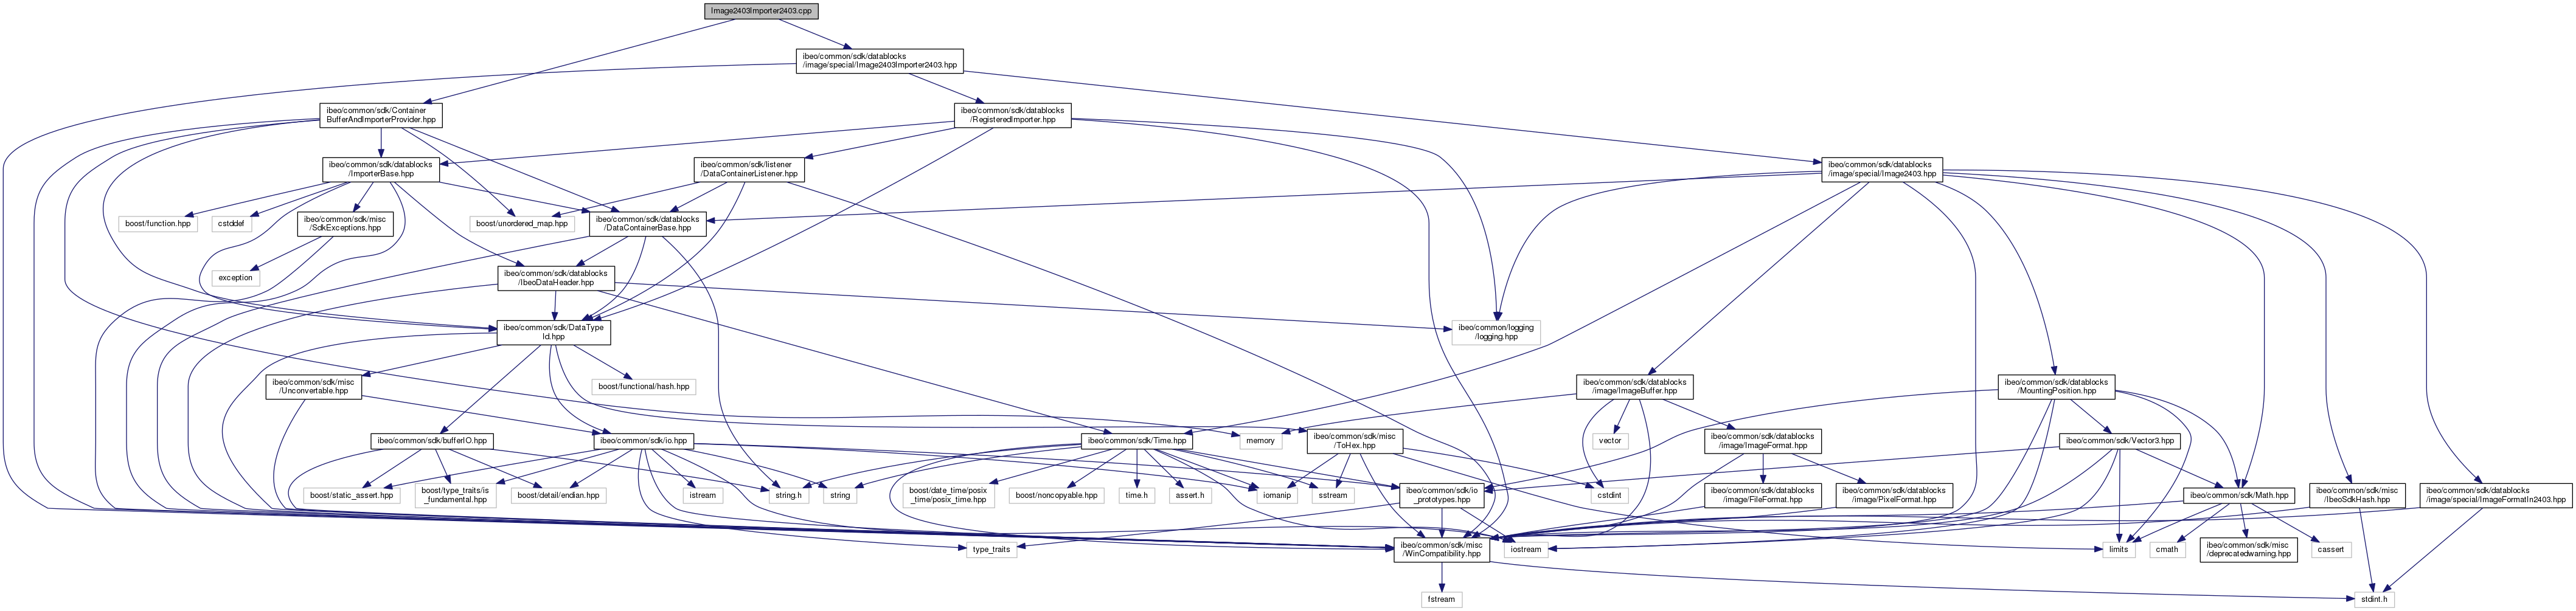 Image2403Importer2403.cpp
ibeo/common/sdk/datablocks
/image/special/Image2403Importer2403.hpp
ibeo/common/sdk/Container
BufferAndImporterProvider.hpp
ibeo/common/sdk/datablocks
/RegisteredImporter.hpp
ibeo/common/sdk/datablocks
/ImporterBase.hpp
ibeo/common/sdk/listener
/DataContainerListener.hpp
ibeo/common/sdk/datablocks
/image/special/Image2403.hpp
boost/function.hpp
cstddef
ibeo/common/sdk/misc
/SdkExceptions.hpp
boost/unordered_map.hpp
ibeo/common/sdk/datablocks
/DataContainerBase.hpp
exception
ibeo/common/sdk/datablocks
/IbeoDataHeader.hpp
ibeo/common/sdk/DataType
Id.hpp
ibeo/common/logging
/logging.hpp
ibeo/common/sdk/misc
/Unconvertable.hpp
boost/functional/hash.hpp
ibeo/common/sdk/datablocks
/image/ImageBuffer.hpp
ibeo/common/sdk/datablocks
/MountingPosition.hpp
ibeo/common/sdk/bufferIO.hpp
ibeo/common/sdk/io.hpp
ibeo/common/sdk/Time.hpp
memory
ibeo/common/sdk/misc
/ToHex.hpp
vector
ibeo/common/sdk/datablocks
/image/ImageFormat.hpp
ibeo/common/sdk/Vector3.hpp
boost/static_assert.hpp
boost/type_traits/is
_fundamental.hpp
boost/detail/endian.hpp
istream
string.h
string
boost/date_time/posix
_time/posix_time.hpp
boost/noncopyable.hpp
time.h
assert.h
iomanip
sstream
ibeo/common/sdk/io
_prototypes.hpp
cstdint
ibeo/common/sdk/datablocks
/image/FileFormat.hpp
ibeo/common/sdk/datablocks
/image/PixelFormat.hpp
ibeo/common/sdk/Math.hpp
ibeo/common/sdk/misc
/IbeoSdkHash.hpp
ibeo/common/sdk/datablocks
/image/special/ImageFormatIn2403.hpp
type_traits
ibeo/common/sdk/misc
/WinCompatibility.hpp
iostream
limits
cmath
ibeo/common/sdk/misc
/deprecatedwarning.hpp
cassert
fstream
stdint.h